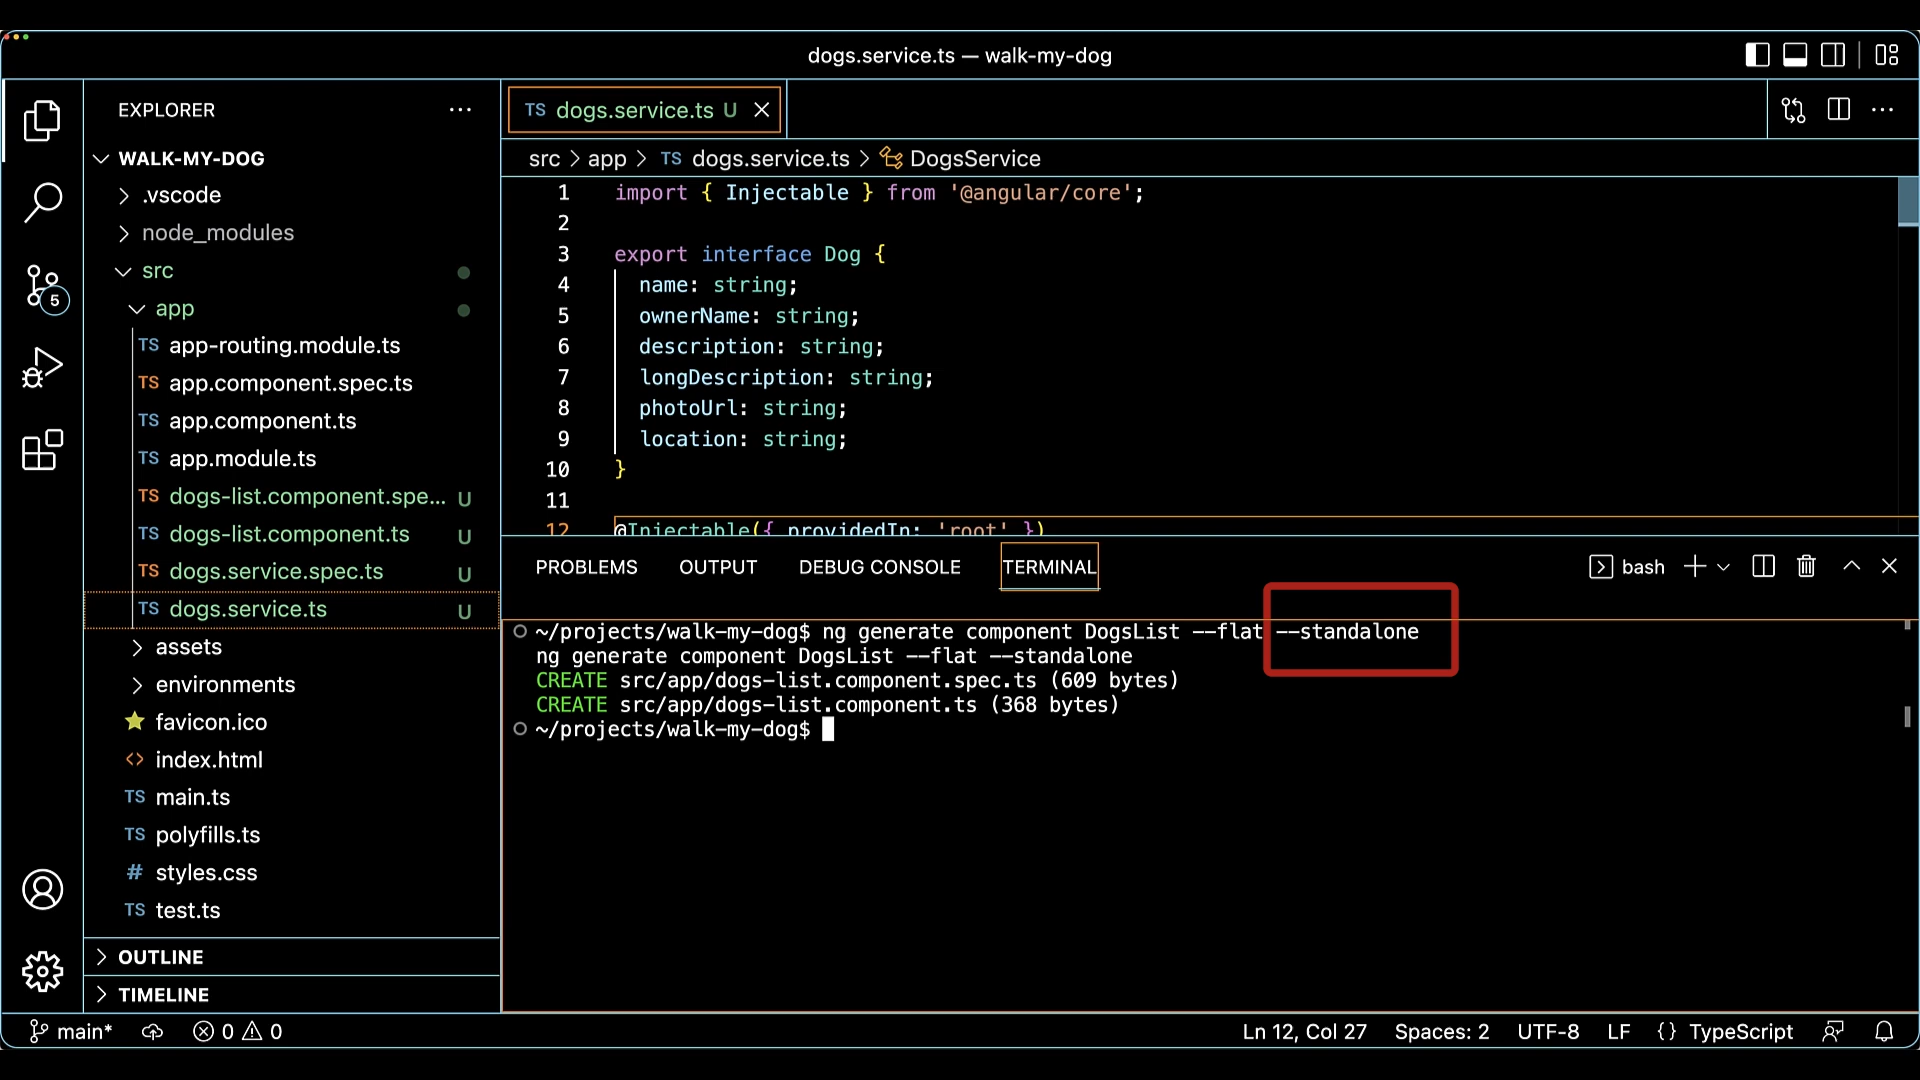 dogs.service.ts — walk-my-dog
EXPLORER
WALK-MY-DOG
.vscode
node_modules
src
app
TS app-routing.module.ts
TS app.component.spec.ts
TS app.component.ts
TS app.module.ts
TS dogs-list.component.spe... U
TS dogs-list.component.ts U
TS dogs.service.spec.ts U
TS dogs.service.ts U
assets
environments
favicon.ico
<> index.html
TS main.ts
TS polyfills.ts
# styles.css
TS test.ts
OUTLINE
TIMELINE
5
TS dogs.service.ts U
src > app > TS dogs.service.ts > DogsService
1 import { Injectable } from '@angular/core';
2
3 export interface Dog {
4 name: string;
5 ownerName: string;
6 description: string;
7 longDescription: string;
8 photoUrl: string;
9 location: string;
10 }
11
12 @Injectable({ providedIn: 'root' })
PROBLEMS OUTPUT DEBUG CONSOLE TERMINAL bash
~/projects/walk-my-dog$ ng generate component DogsList --flat --standalone
ng generate component DogsList --flat --standalone
CREATE src/app/dogs-list.component.spec.ts (609 bytes)
CREATE src/app/dogs-list.component.ts (368 bytes)
~/projects/walk-my-dog$
main* 0 0 Ln 12, Col 27 Spaces: 2 UTF-8 LF {} TypeScript